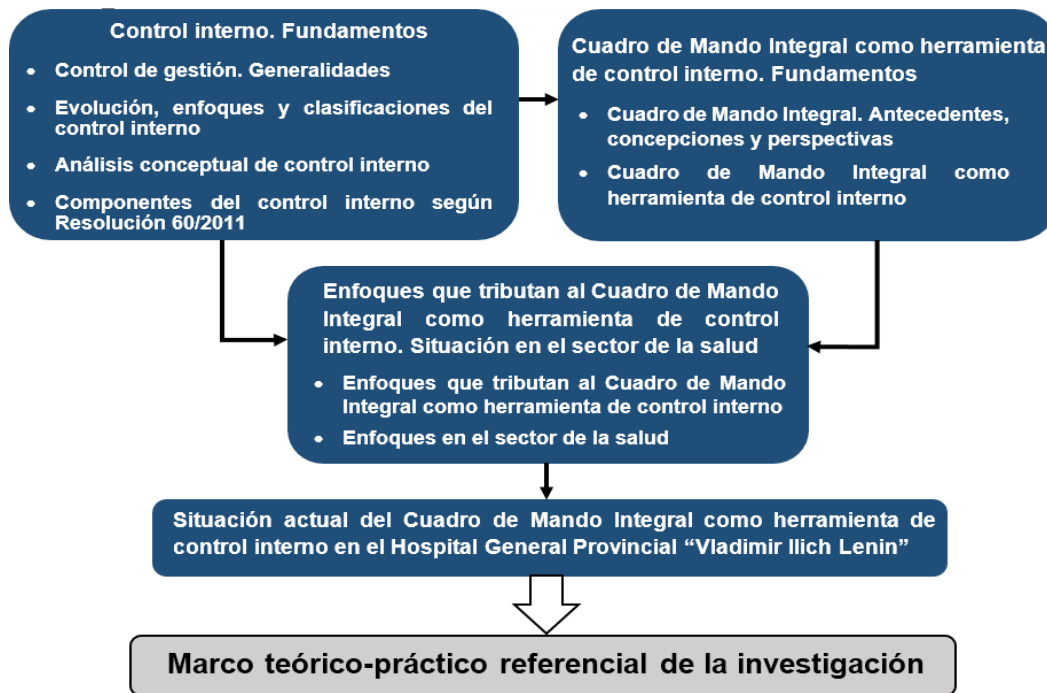 Control interno. Fundamentos
• Control de gestión. Generalidades
• Evolución, enfoques y clasificaciones del
control interno
• Análisis conceptual de control interno
• Componentes del control interno según
Resolución 60/2011
Cuadro de Mando Integral como herramienta
de control interno. Fundamentos
• Cuadro de Mando Integral. Antecedentes,
concepciones y perspectivas
• Cuadro de Mando Integral como
herramienta de control interno
Enfoques que tributan al Cuadro de Mando
Integral como herramienta de control
interno. Situación en el sector de la salud
• Enfoques que tributan al Cuadro de Mando
Integral como herramienta de control interno
• Enfoques en el sector de la salud
Situación actual del Cuadro de Mando Integral como herramienta de
control interno en el Hospital General Provincial “Vladimir Ilich Lenin”
Marco teórico-práctico referencial de la investigación